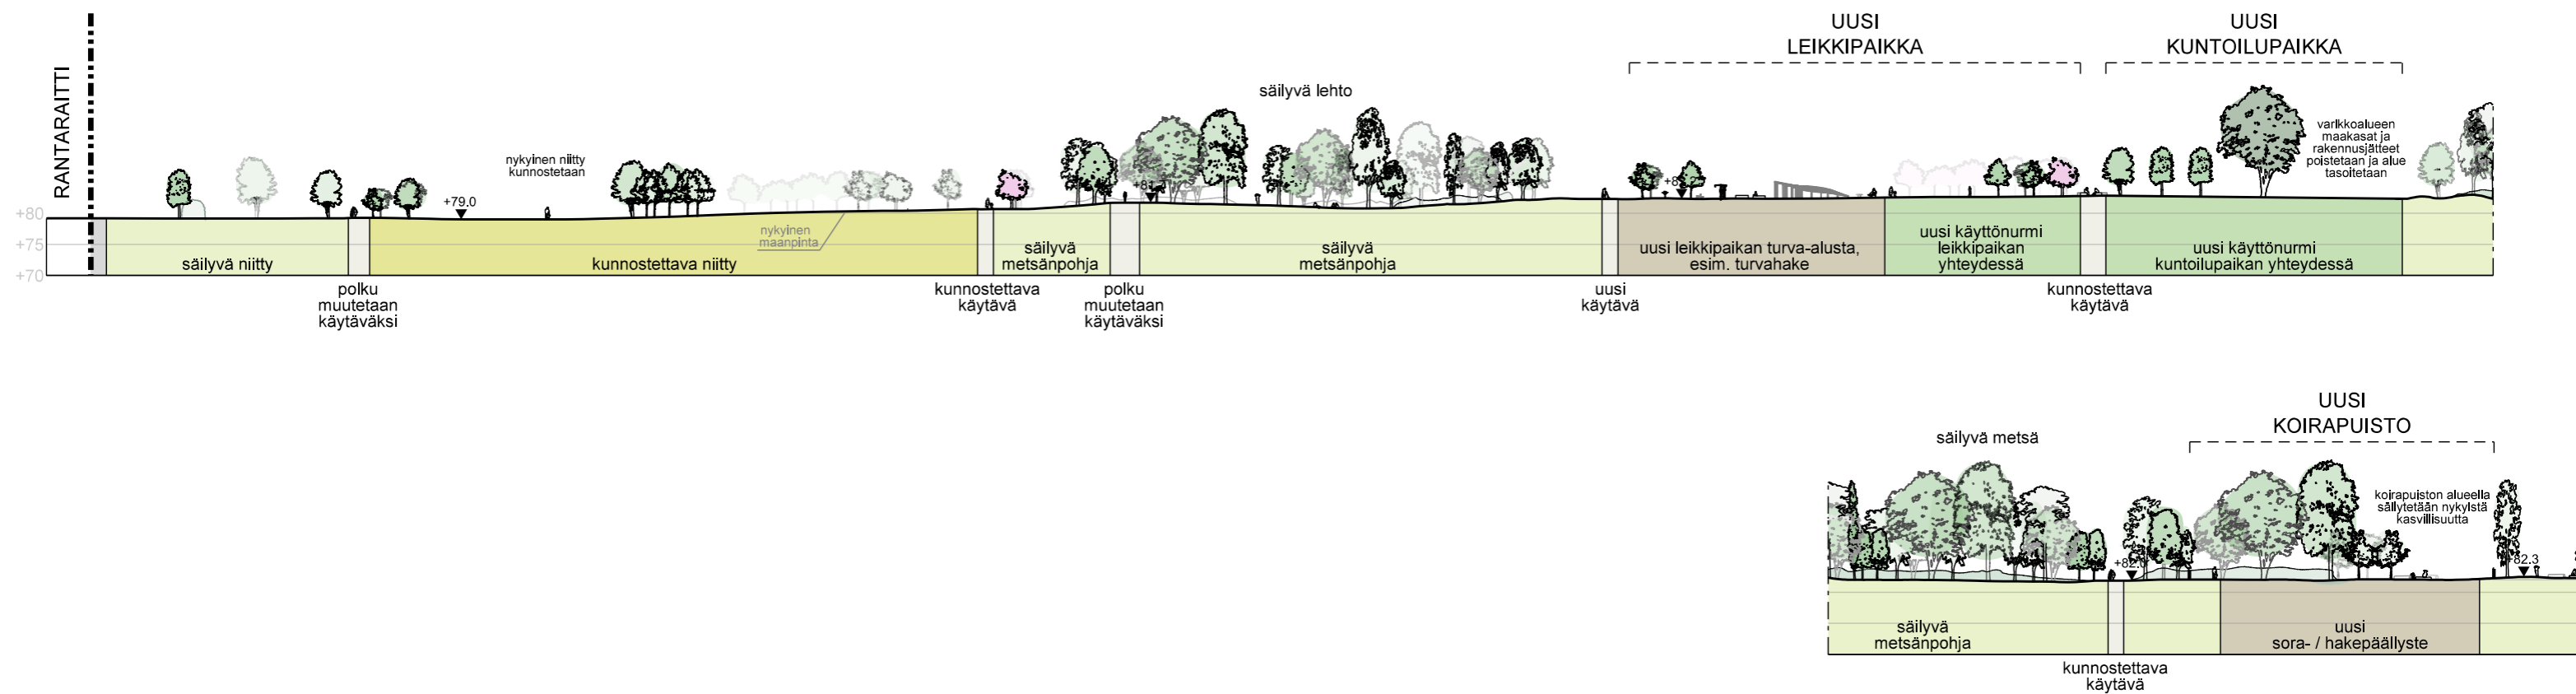 RANTARAITTI
+80
+75
+70
+79.0
nykyinen niitty
kunnostetaan
nykyinen
maanpinta
säilyvä niitty
kunnostettava niitty
säilyvä
metsänpohja
säilyvä
metsänpohja
säilyvä lehto
UUSI
LEIKKIPAIKKA
uusi leikkipaikan turva-alusta,
esim. turvahake
uusi käyttönurmi
leikkipaikan
yhteydessä
UUSI
KUNTOILUPAIKKA
varikkoalueen
maakasat ja
rakennusjätteet
poistetaan ja alue
tasoitetaan
uusi käyttönurmi
kuntoilupaikan yhteydessä
polku
muutetaan
käytäväksi
kunnostettava
käytävä
polku
muutetaan
käytäväksi
uusi
käytävä
kunnostettava
käytävä
säilyvä metsä
UUSI
KOIRAPUISTO
koirapuiston alueella
säilytetään nykyistä
kasvillisuutta
+82.3
säilyvä
metsänpohja
uusi
sora- / hakepäällyste
kunnostettava
käytävä